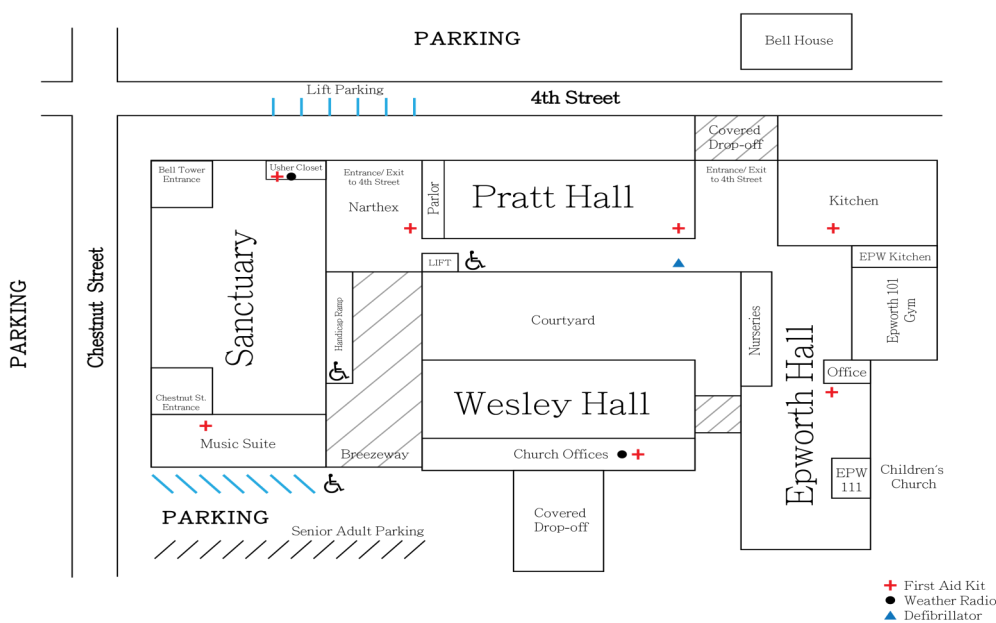 PARKING
Bell House
Lift Parking
4th Street
Covered
Drop-off
Bell Tower
Entrance
Usher Closet
Entrance/ Exit
to 4th Street
Narthex
Parlor
Pratt Hall
Entrance/ Exit
to 4th Street
Kitchen
LIFT
EPW Kitchen
Epworth 101
Gym
PARKING
Chestnut Street
Sanctuary
Handicap Ramp
Courtyard
Nurseries
Epworth Hall
Office
Chestnut St.
Entrance
Wesley Hall
Music Suite
Breezeway
Church Offices
EPW
111
Children's
Church
PARKING
Senior Adult Parking
Covered
Drop-off
First Aid Kit
Weather Radio
Defibrillator